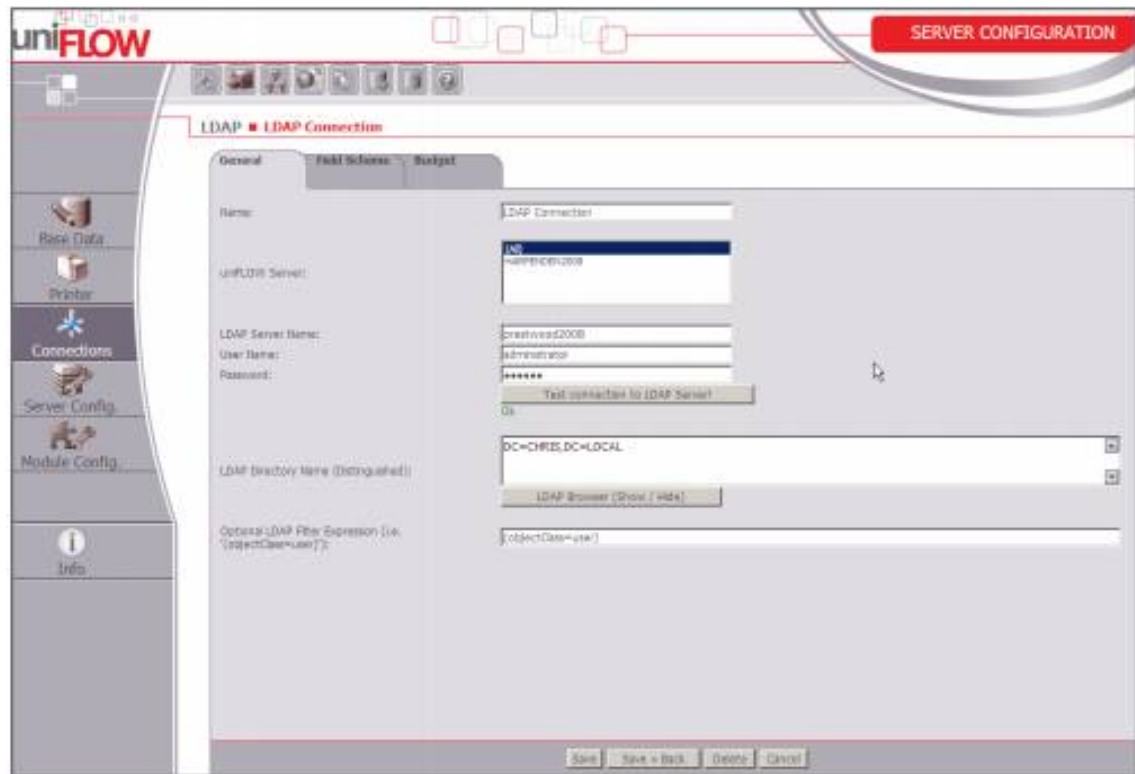 uniFLOW
SERVER CONFIGURATION
LDAP ■ LDAP Connection
General
Field Scheme
Budget
Base Data
Printer
Connections
Server Config.
Module Config.
Info
Name:
LDAP Connection
uniFLOW Server:
LDAP Server Name:
prestwood2008
User Name:
administrator
Password:
••••••
Test connection to LDAP Server!
Ok
LDAP Directory Name (Distinguished):
DC=CHRIS,DC=LOCAL
LDAP Browser (Show / Hide)
Optional LDAP Filter Expression (i.e.
'(objectClass=user)'):
(objectClass=user)
Save
Save + Back
Delete
Cancel